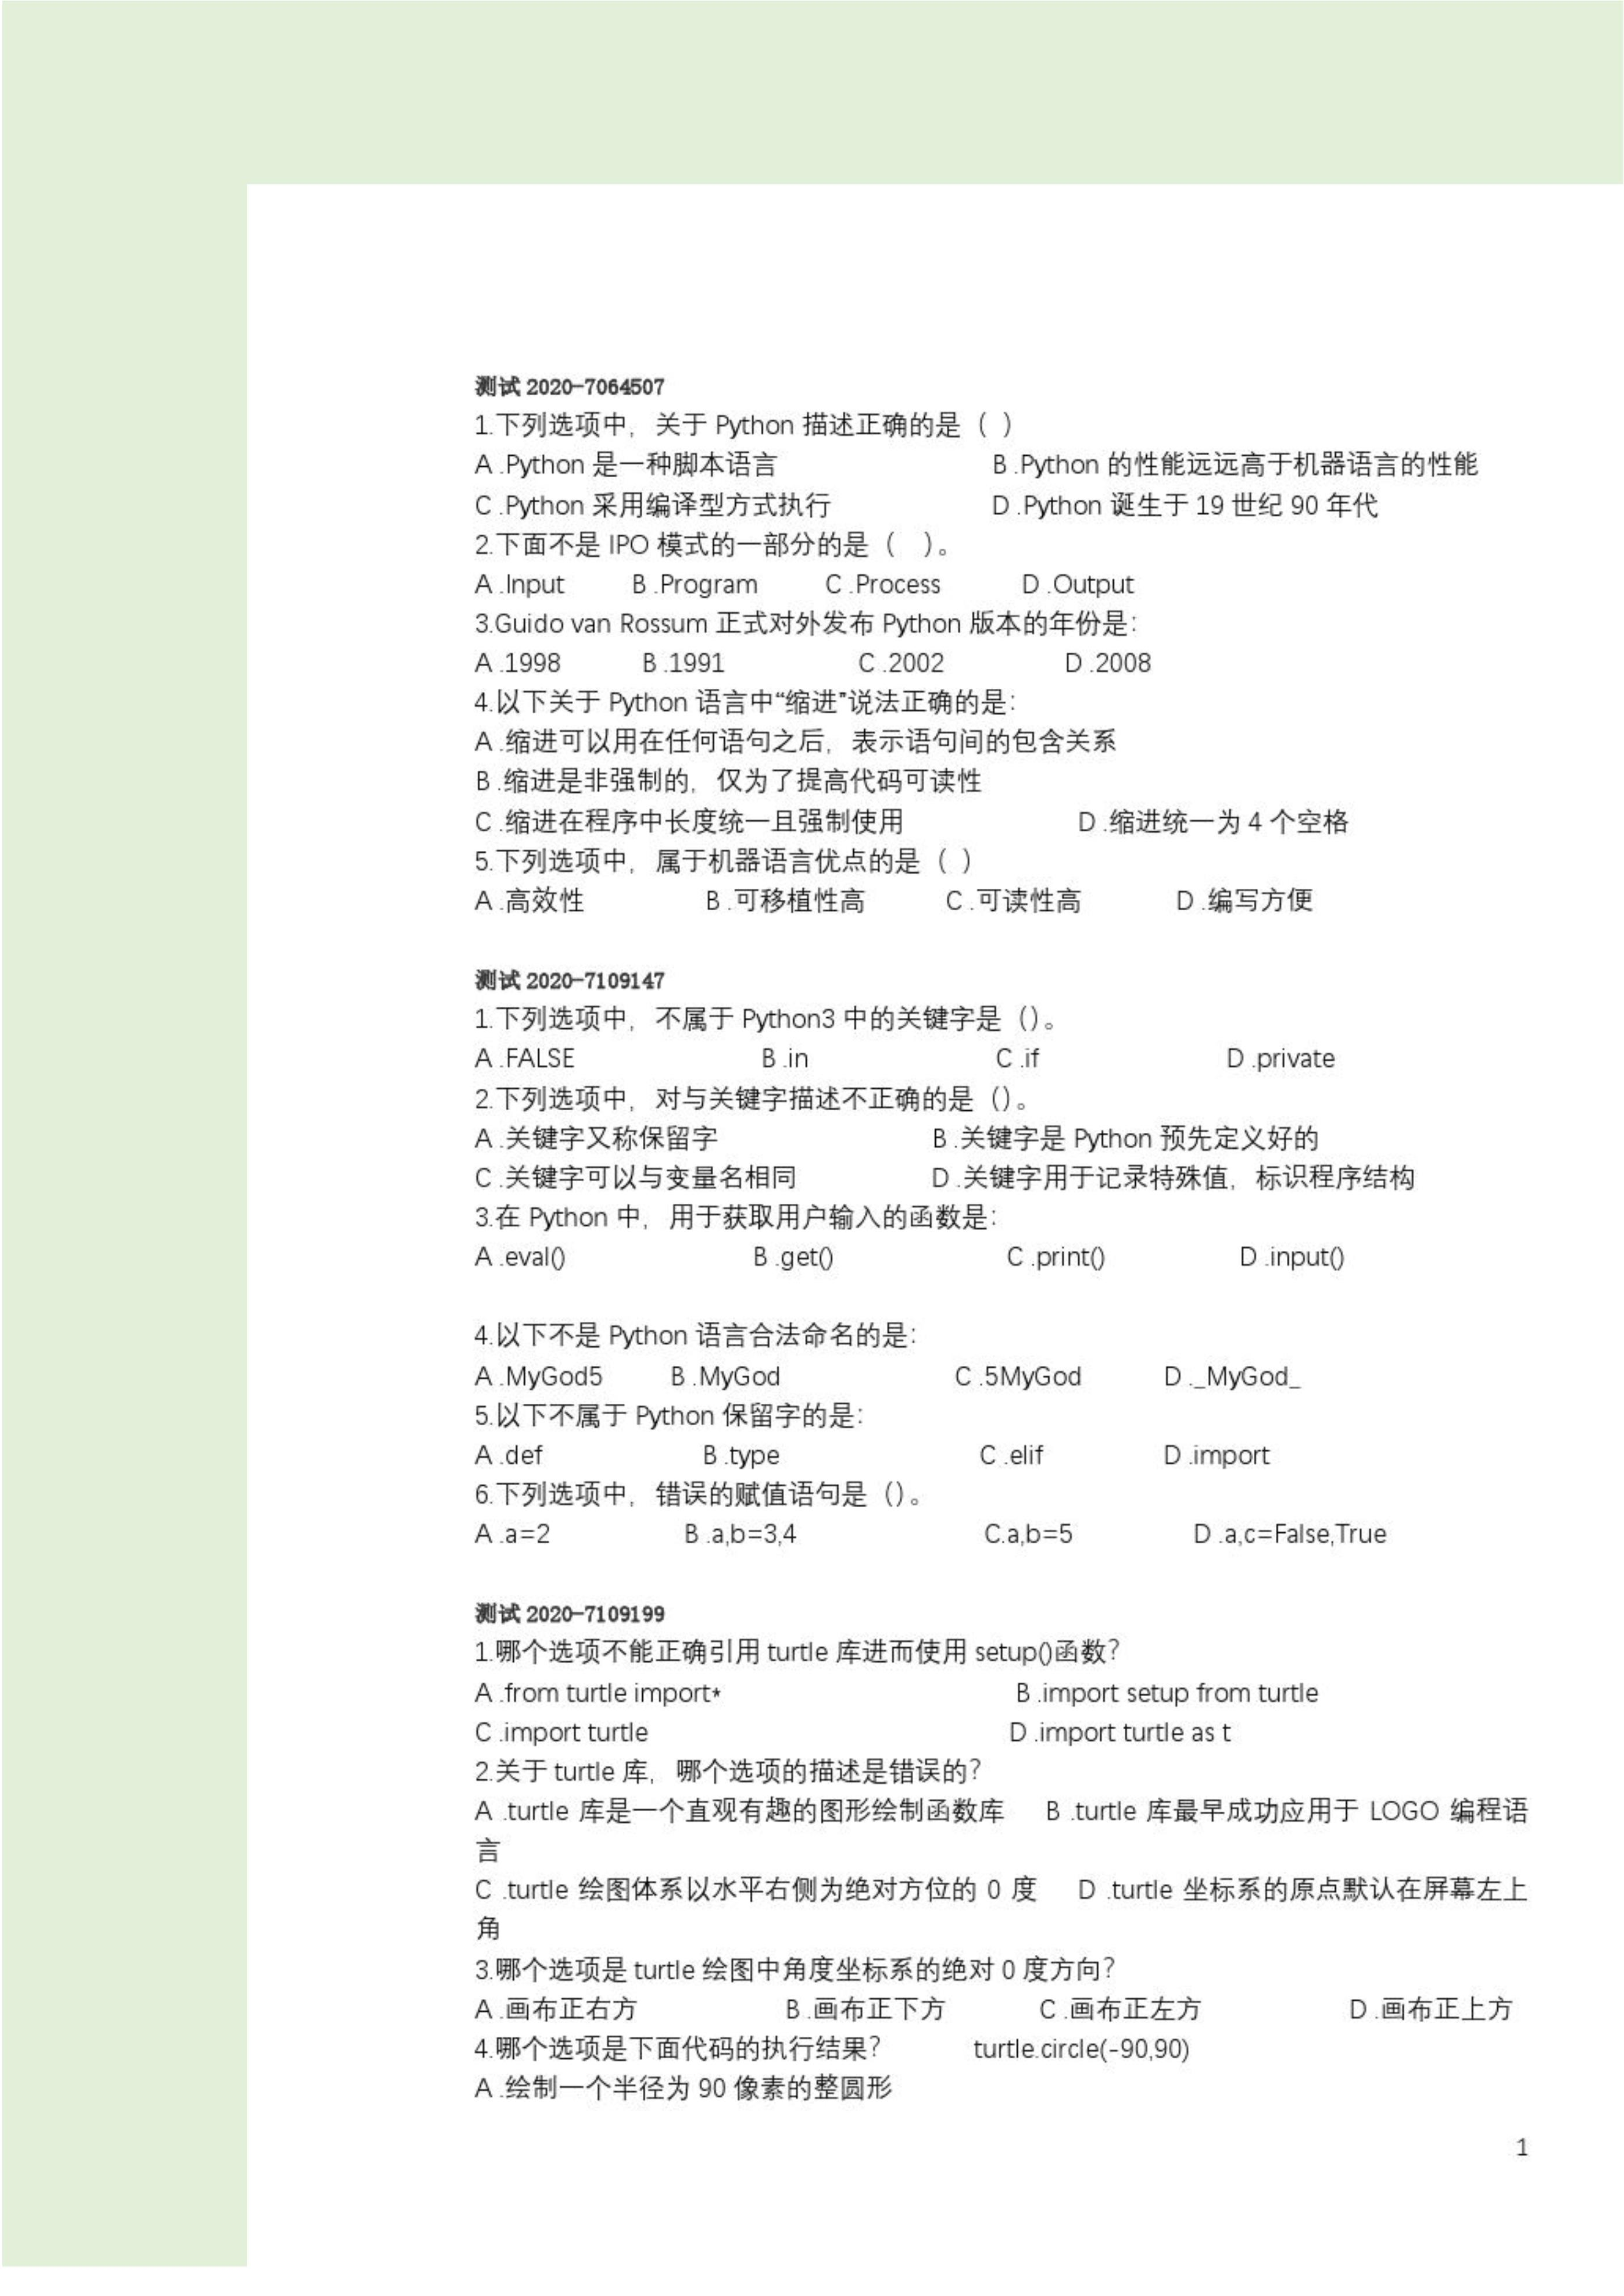 测试 2020-7064507
1.下列选项中，关于 Python 描述正确的是（ ）
A .Python 是一种脚本语言 B .Python 的性能远远高于机器语言的性能
C .Python 采用编译型方式执行 D .Python 诞生于 19 世纪 90 年代
2.下面不是 IPO 模式的一部分的是（ ）。
A .Input B .Program C .Process D .Output
3.Guido van Rossum 正式对外发布 Python 版本的年份是：
A .1998 B .1991 C .2002 D .2008
4.以下关于 Python 语言中“缩进”说法正确的是：
A .缩进可以用在任何语句之后，表示语句间的包含关系
B .缩进是非强制的，仅为了提高代码可读性
C .缩进在程序中长度统一且强制使用 D .缩进统一为 4 个空格
5.下列选项中，属于机器语言优点的是（ ）
A .高效性 B .可移植性高 C .可读性高 D .编写方便
测试 2020-7109147
1.下列选项中，不属于 Python3 中的关键字是（）。
A .FALSE B .in C .if D .private
2.下列选项中，对与关键字描述不正确的是（）。
A .关键字又称保留字 B .关键字是 Python 预先定义好的
C .关键字可以与变量名相同 D .关键字用于记录特殊值，标识程序结构
3.在 Python 中，用于获取用户输入的函数是：
A .eval() B .get() C .print() D .input()
4.以下不是 Python 语言合法命名的是：
A .MyGod5 B .MyGod C .5MyGod D ._MyGod_
5.以下不属于 Python 保留字的是：
A .def B .type C .elif D .import
6.下列选项中，错误的赋值语句是（）。
A .a=2 B .a,b=3,4 C.a,b=5 D .a,c=False,True
测试 2020-7109199
1.哪个选项不能正确引用 turtle 库进而使用 setup()函数？
A .from turtle import* B .import setup from turtle
C .import turtle D .import turtle as t
2.关于 turtle 库，哪个选项的描述是错误的？
A .turtle 库是一个直观有趣的图形绘制函数库 B .turtle 库最早成功应用于 LOGO 编程语
言
C .turtle 绘图体系以水平右侧为绝对方位的 0 度 D .turtle 坐标系的原点默认在屏幕左上
角
3.哪个选项是 turtle 绘图中角度坐标系的绝对 0 度方向？
A .画布正右方 B .画布正下方 C .画布正左方 D .画布正上方
4.哪个选项是下面代码的执行结果？ turtle.circle(-90,90)
A .绘制一个半径为 90 像素的整圆形
1